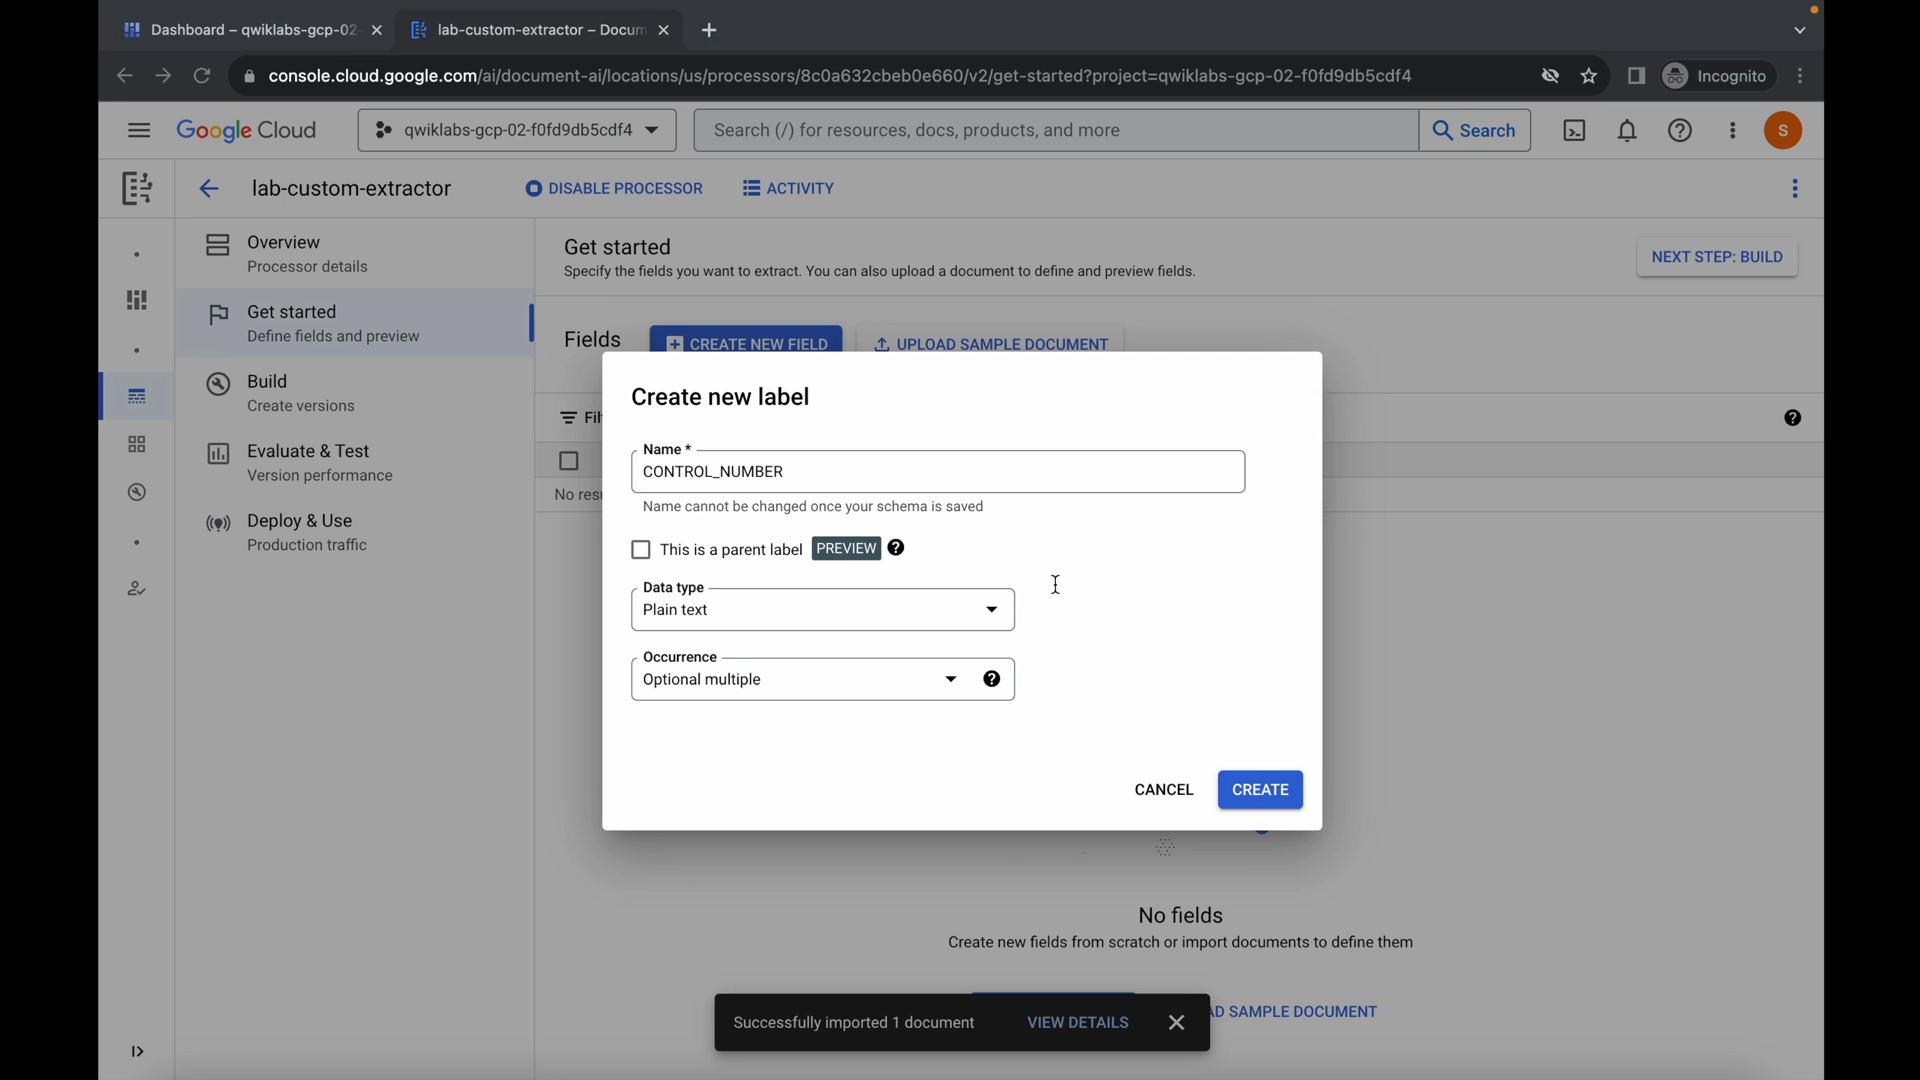 Dashboard – qwiklabs-gcp-02
lab-custom-extractor – Docum
console.cloud.google.com/ai/document-ai/locations/us/processors/8c0a632cbeb0e660/v2/get-started?project=qwiklabs-gcp-02-f0fd9db5cdf4
Incognito
Google Cloud
qwiklabs-gcp-02-f0fd9db5cdf4
Search (/) for resources, docs, products, and more
Search
S
lab-custom-extractor
DISABLE PROCESSOR
ACTIVITY
Overview
Processor details
Get started
Define fields and preview
Build
Create versions
Evaluate & Test
Version performance
Deploy & Use
Production traffic
Get started
Specify the fields you want to extract. You can also upload a document to define and preview fields.
NEXT STEP: BUILD
Fields
CREATE NEW FIELD
UPLOAD SAMPLE DOCUMENT
Create new label
Name *
CONTROL_NUMBER
Name cannot be changed once your schema is saved
This is a parent label
PREVIEW
Data type
Plain text
Occurrence
Optional multiple
CANCEL
CREATE
No fields
Create new fields from scratch or import documents to define them
Successfully imported 1 document
VIEW DETAILS
SAMPLE DOCUMENT